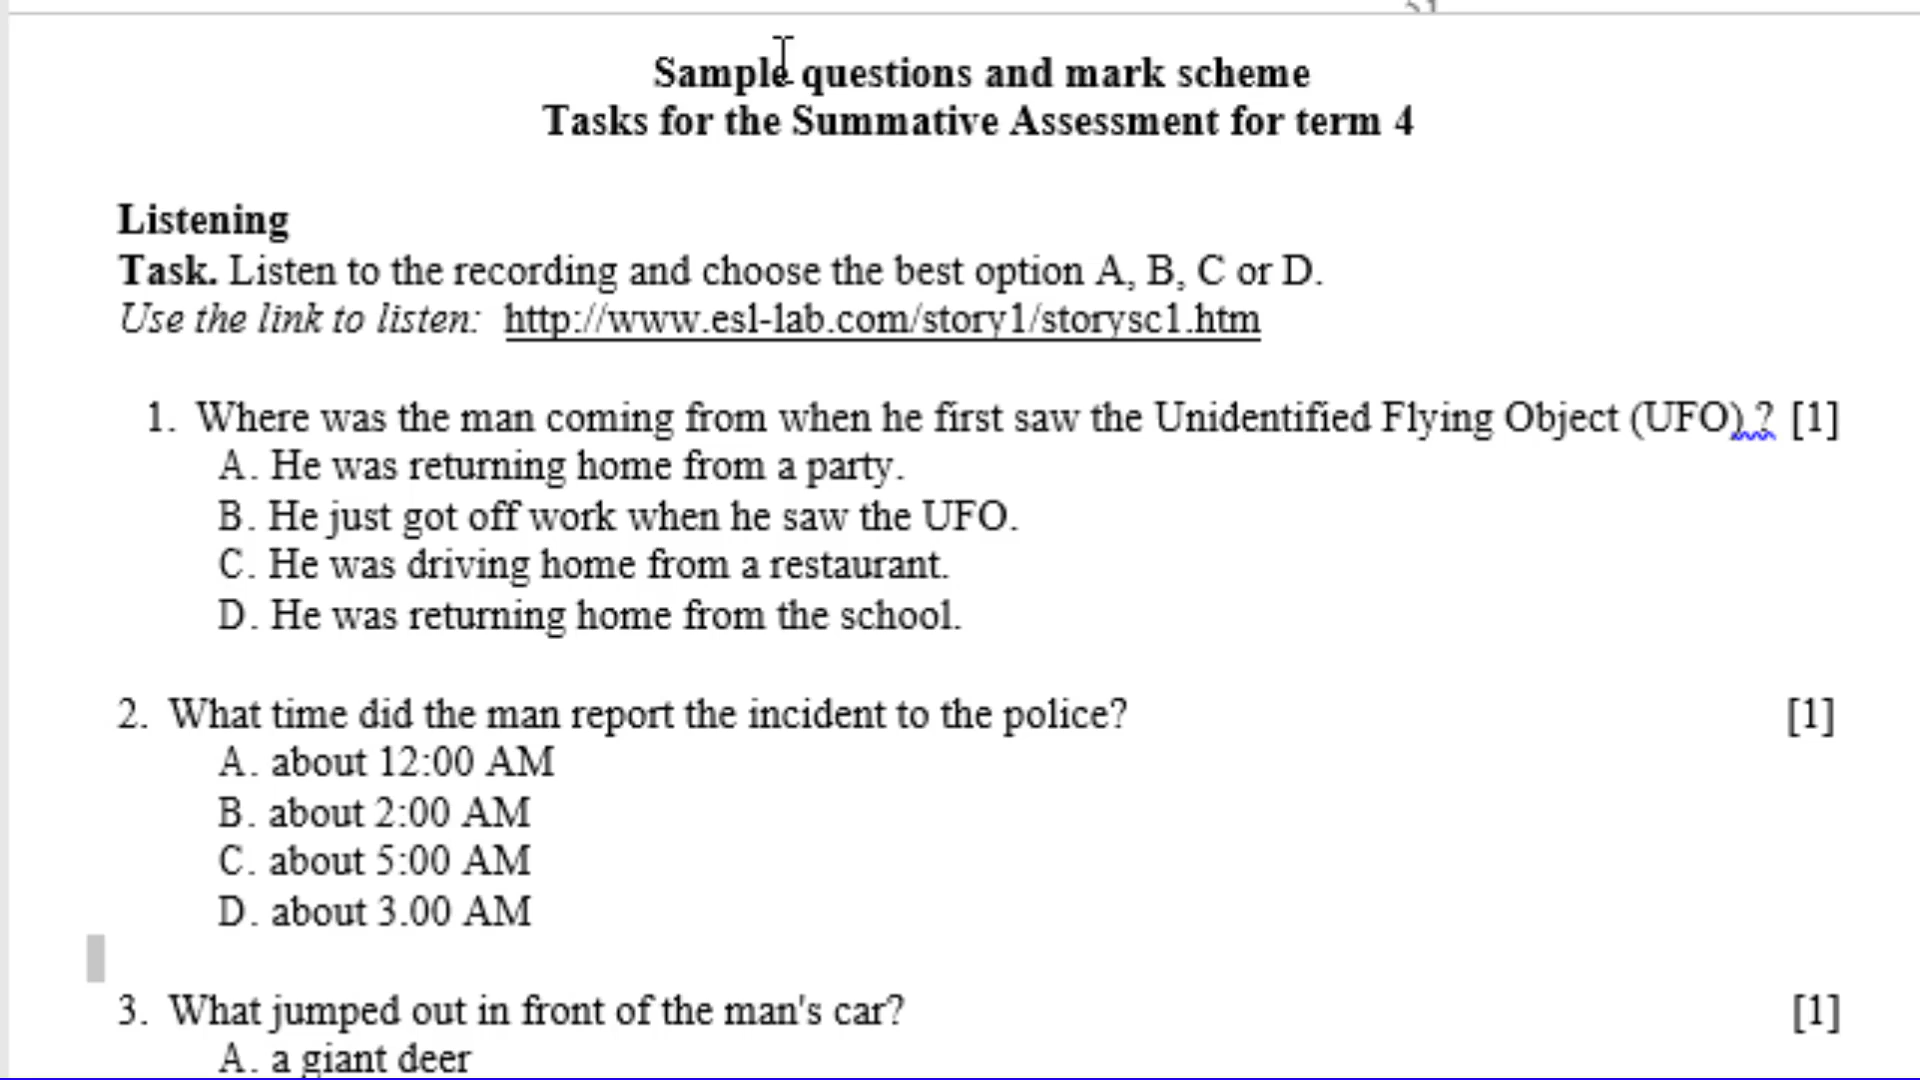 Sample questions and mark scheme
Tasks for the Summative Assessment for term 4
Listening
Task. Listen to the recording and choose the best option A, B, C or D.
Use the link to listen: http://www.esl-lab.com/story1/storysc1.htm
1. Where was the man coming from when he first saw the Unidentified Flying Object (UFO) ? [1]
A. He was returning home from a party.
B. He just got off work when he saw the UFO.
C. He was driving home from a restaurant.
D. He was returning home from the school.
2. What time did the man report the incident to the police? [1]
A. about 12:00 AM
B. about 2:00 AM
C. about 5:00 AM
D. about 3.00 AM
3. What jumped out in front of the man's car? [1]
A. a giant deer